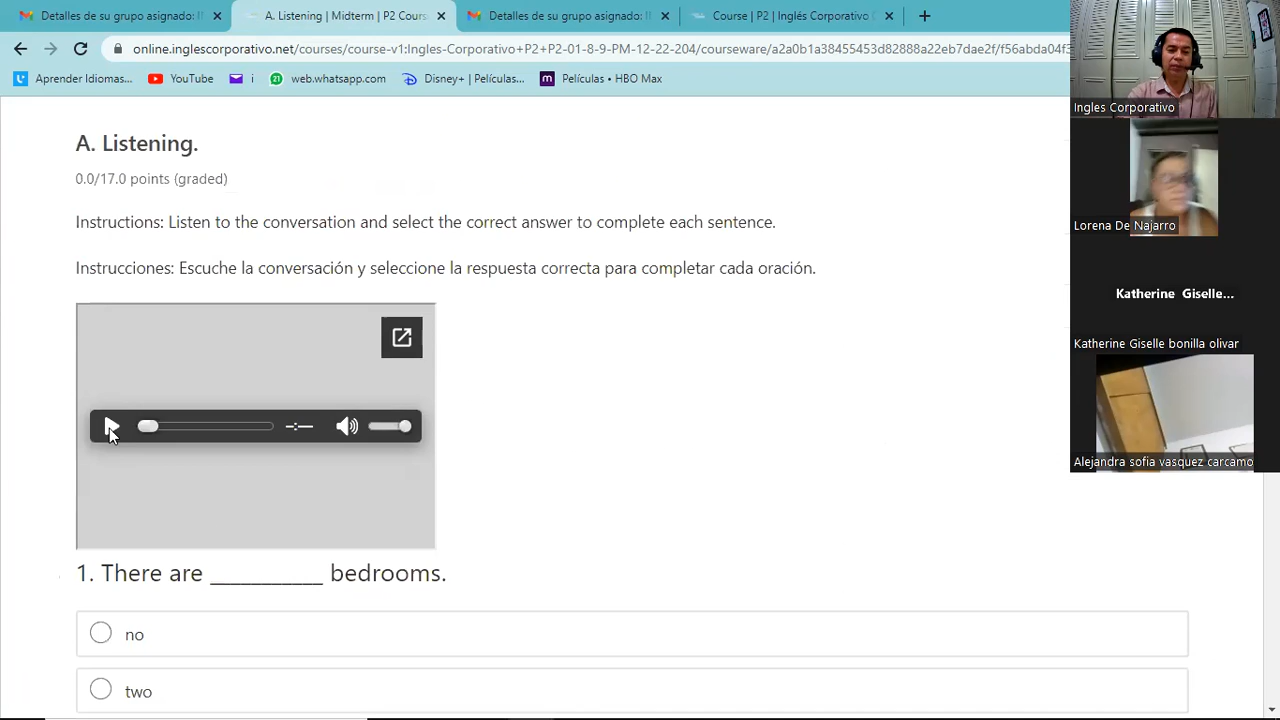 Detalles de su grupo asignado: I
A. Listening | Midterm | P2 Cours
Detalles de su grupo asignado: I
Course | P2 | Inglés Corporativo
online.inglescorporativo.net/courses/course-v1:Ingles-Corporativo+P2+P2-01-8-9-PM-12-22-204/courseware/
Aprender Idiomas...
YouTube
i
web.whatsapp.com
Disney+ | Películas...
Películas • HBO Max
Ingles Corporativo
Lorena De Najarro
Katherine Giselle...
Katherine Giselle bonilla olivar
Alejandra sofia vasquez carcamo
A. Listening.
0.0/17.0 points (graded)
Instructions: Listen to the conversation and select the correct answer to complete each sentence.
Instrucciones: Escuche la conversación y seleccione la respuesta correcta para completar cada oración.
-:--
1. There are ___________ bedrooms.
no
two